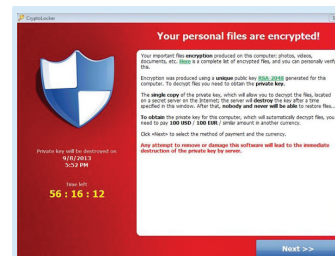 CryptoLocker
Your personal files are encrypted!
Your important files encryption produced on this computer: photos, videos,
documents, etc. Here is a complete list of encrypted files, and you can personally verify
this.
Encryption was produced using a unique public key RSA-2048 generated for this
computer. To decrypt files you need to obtain the private key.
The single copy of the private key, which will allow you to decrypt the files, located
on a secret server on the Internet; the server will destroy the key after a time
specified in this window. After that, nobody and never will be able to restore files...
To obtain the private key for this computer, which will automatically decrypt files, you
need to pay 100 USD / 100 EUR / similar amount in another currency.
Click «Next» to select the method of payment and the currency.
Any attempt to remove or damage this software will lead to the immediate
destruction of the private key by server.
Private key will be destroyed on
9/8/2013
5:52 PM
Time left
56 : 16 : 12
Next >>